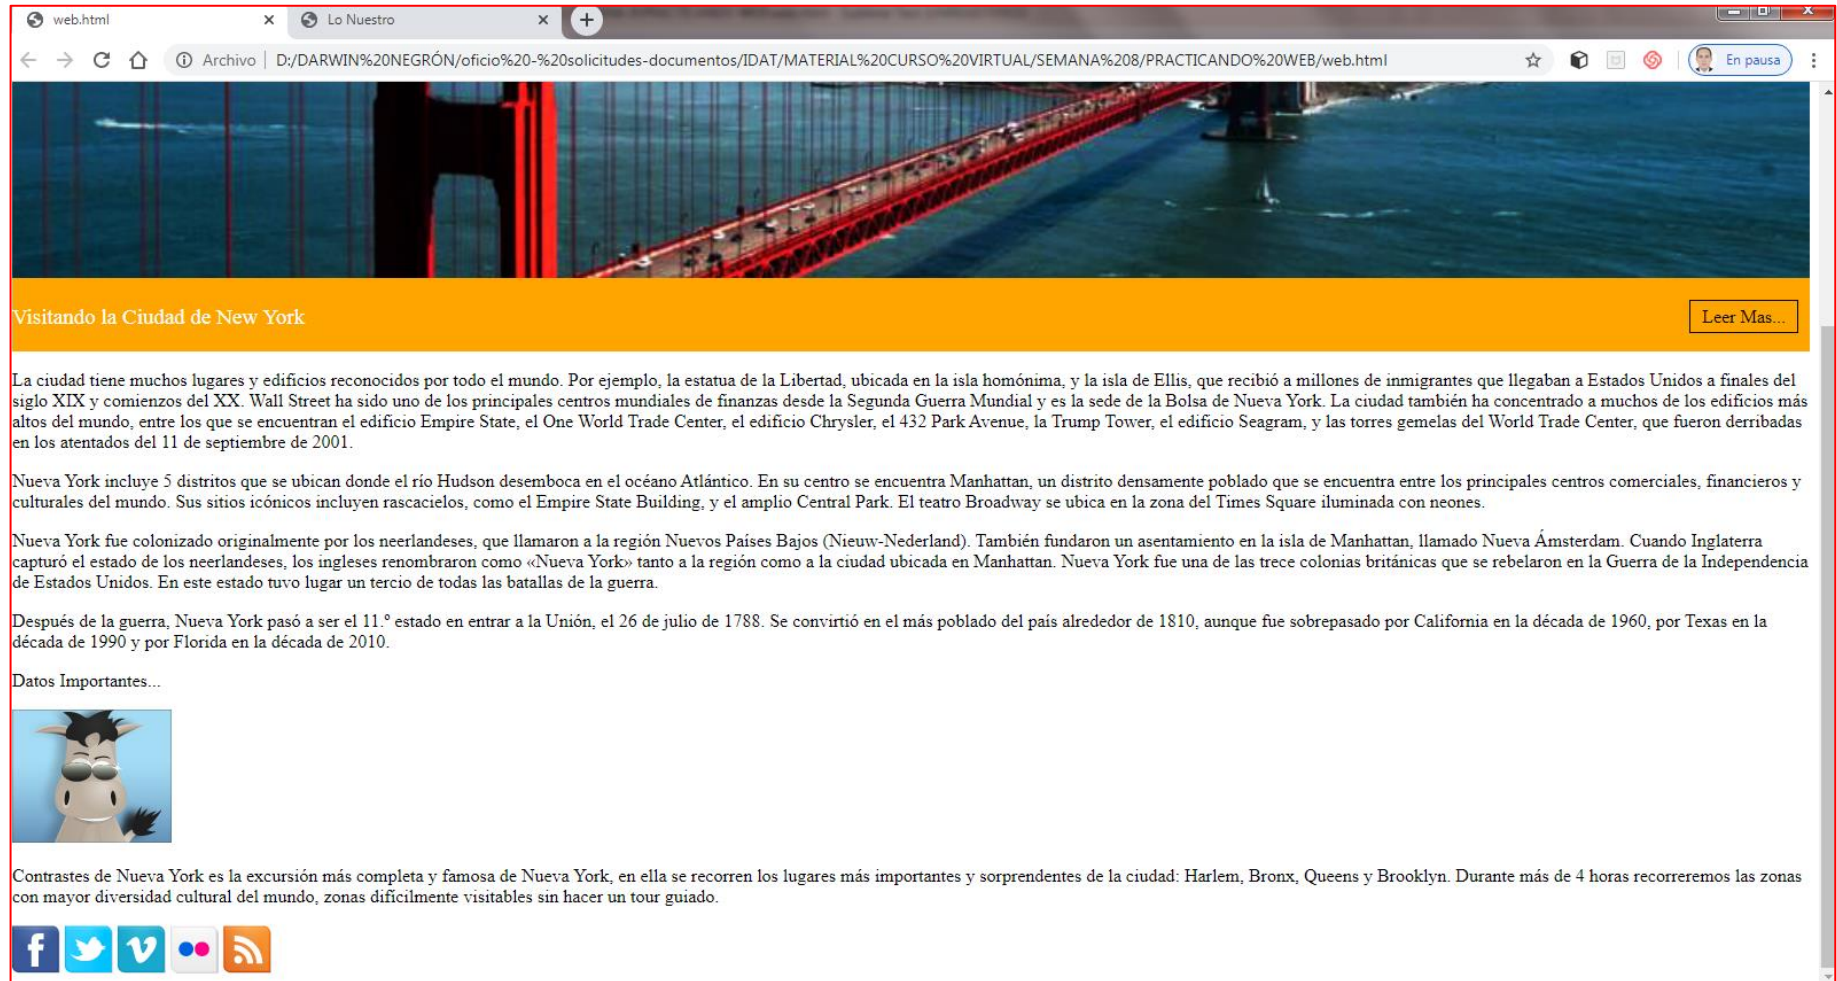 web.html
Lo Nuestro
Archivo
D:/DARWIN%20NEGRÓN/oficio%20-%20solicitudes-documentos/IDAT/MATERIAL%20CURSO%20VIRTUAL/SEMANA%208/PRACTICANDO%20WEB/web.html
En pausa
Visitando la Ciudad de New York
Leer Mas...
La ciudad tiene muchos lugares y edificios reconocidos por todo el mundo. Por ejemplo, la estatua de la Libertad, ubicada en la isla homónima, y la isla de Ellis, que recibió a millones de inmigrantes que llegaban a Estados Unidos a finales del
siglo XIX y comienzos del XX. Wall Street ha sido uno de los principales centros mundiales de finanzas desde la Segunda Guerra Mundial y es la sede de la Bolsa de Nueva York. La ciudad también ha concentrado a muchos de los edificios más
altos del mundo, entre los que se encuentran el edificio Empire State, el One World Trade Center, el edificio Chrysler, el 432 Park Avenue, la Trump Tower, el edificio Seagram, y las torres gemelas del World Trade Center, que fueron derribadas
en los atentados del 11 de septiembre de 2001.
Nueva York incluye 5 distritos que se ubican donde el río Hudson desemboca en el océano Atlántico. En su centro se encuentra Manhattan, un distrito densamente poblado que se encuentra entre los principales centros comerciales, financieros y
culturales del mundo. Sus sitios icónicos incluyen rascacielos, como el Empire State Building, y el amplio Central Park. El teatro Broadway se ubica en la zona del Times Square iluminada con neones.
Nueva York fue colonizado originalmente por los neerlandeses, que llamaron a la región Nuevos Países Bajos (Nieuw-Nederland). También fundaron un asentamiento en la isla de Manhattan, llamado Nueva Ámsterdam. Cuando Inglaterra
capturó el estado de los neerlandeses, los ingleses renombraron como «Nueva York» tanto a la región como a la ciudad ubicada en Manhattan. Nueva York fue una de las trece colonias británicas que se rebelaron en la Guerra de la Independencia
de Estados Unidos. En este estado tuvo lugar un tercio de todas las batallas de la guerra.
Después de la guerra, Nueva York pasó a ser el 11.º estado en entrar a la Unión, el 26 de julio de 1788. Se convirtió en el más poblado del país alrededor de 1810, aunque fue sobrepasado por California en la década de 1960, por Texas en la
década de 1990 y por Florida en la década de 2010.
Datos Importantes...
Contrastes de Nueva York es la excursión más completa y famosa de Nueva York, en ella se recorren los lugares más importantes y sorprendentes de la ciudad: Harlem, Bronx, Queens y Brooklyn. Durante más de 4 horas recorreremos las zonas
con mayor diversidad cultural del mundo, zonas difícilmente visitables sin hacer un tour guiado.